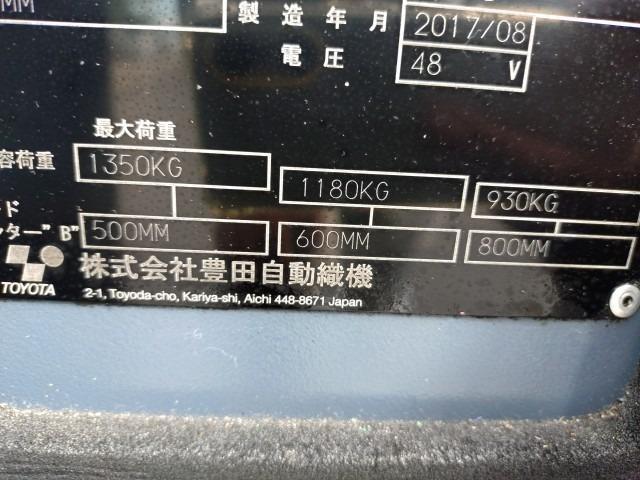 MM
製造年月 2017/08
電圧 48 V
最大荷重
容荷重 1350KG 1180KG 930KG
ド
ッター"B" 500MM 600MM 800MM
TOYOTA 株式会社豊田自動織機
2-1, Toyoda-cho, Kariya-shi, Aichi 448-8671 Japan